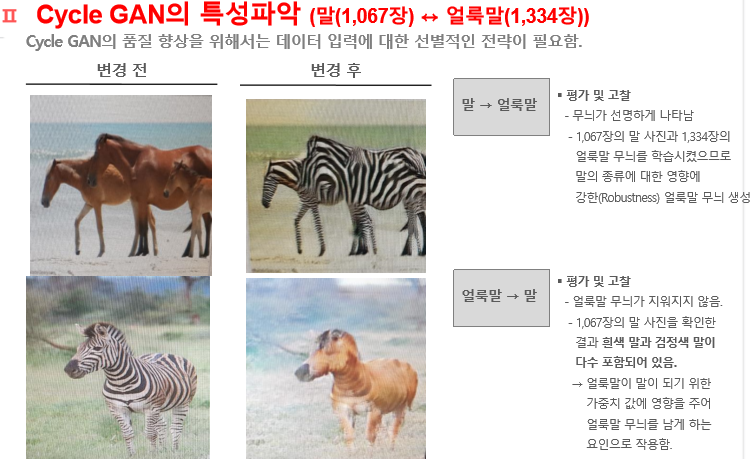 Ⅱ Cycle GAN의 특성파악 (말(1,067장) ↔ 얼룩말(1,334장))
Cycle GAN의 품질 향상을 위해서는 데이터 입력에 대한 선별적인 전략이 필요함.
변경 전
변경 후
말 → 얼룩말
▪ 평가 및 고찰
- 무늬가 선명하게 나타남
- 1,067장의 말 사진과 1,334장의
얼룩말 무늬를 학습시켰으므로
말의 종류에 대한 영향에
강한(Robustness) 얼룩말 무늬 생성
얼룩말 → 말
▪ 평가 및 고찰
- 얼룩말 무늬가 지워지지 않음.
- 1,067장의 말 사진을 확인한
결과 흰색 말과 검정색 말이
다수 포함되어 있음.
→ 얼룩말이 말이 되기 위한
가중치 값에 영향을 주어
얼룩말 무늬를 남게 하는
요인으로 작용함.